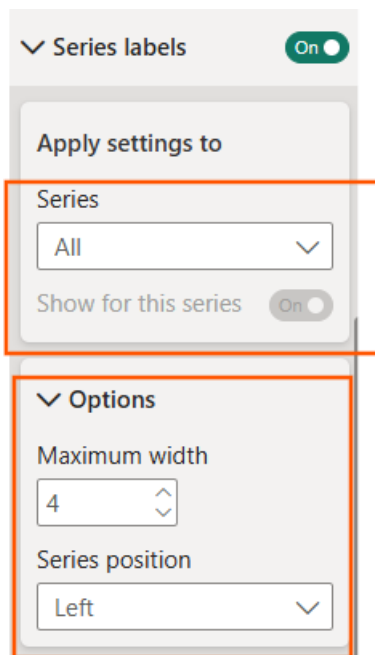 Series labels On
Apply settings to
Series
All
Show for this series On
Options
Maximum width
4
Series position
Left